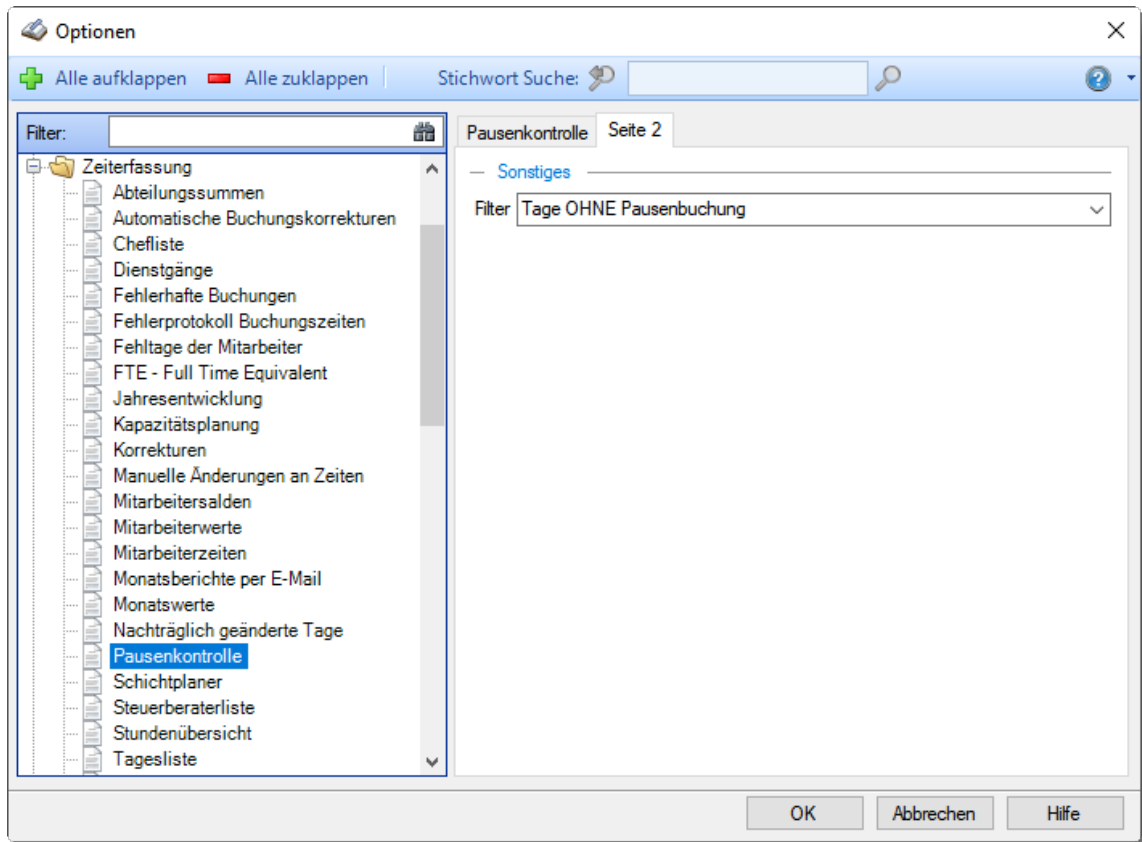 Optionen
Alle aufklappen Alle zuklappen Stichwort Suche:
Filter:
Zeiterfassung
Abteilungssummen
Automatische Buchungskorrekturen
Chefliste
Dienstgänge
Fehlerhafte Buchungen
Fehlerprotokoll Buchungszeiten
Fehltage der Mitarbeiter
FTE - Full Time Equivalent
Jahresentwicklung
Kapazitätsplanung
Korrekturen
Manuelle Änderungen an Zeiten
Mitarbeitersalden
Mitarbeiterwerte
Mitarbeiterzeiten
Monatsberichte per E-Mail
Monatswerte
Nachträglich geänderte Tage
Pausenkontrolle
Schichtplaner
Steuerberaterliste
Stundenübersicht
Tagesliste
Pausenkontrolle Seite 2
Sonstiges
Filter Tage OHNE Pausenbuchung
OK Abbrechen Hilfe